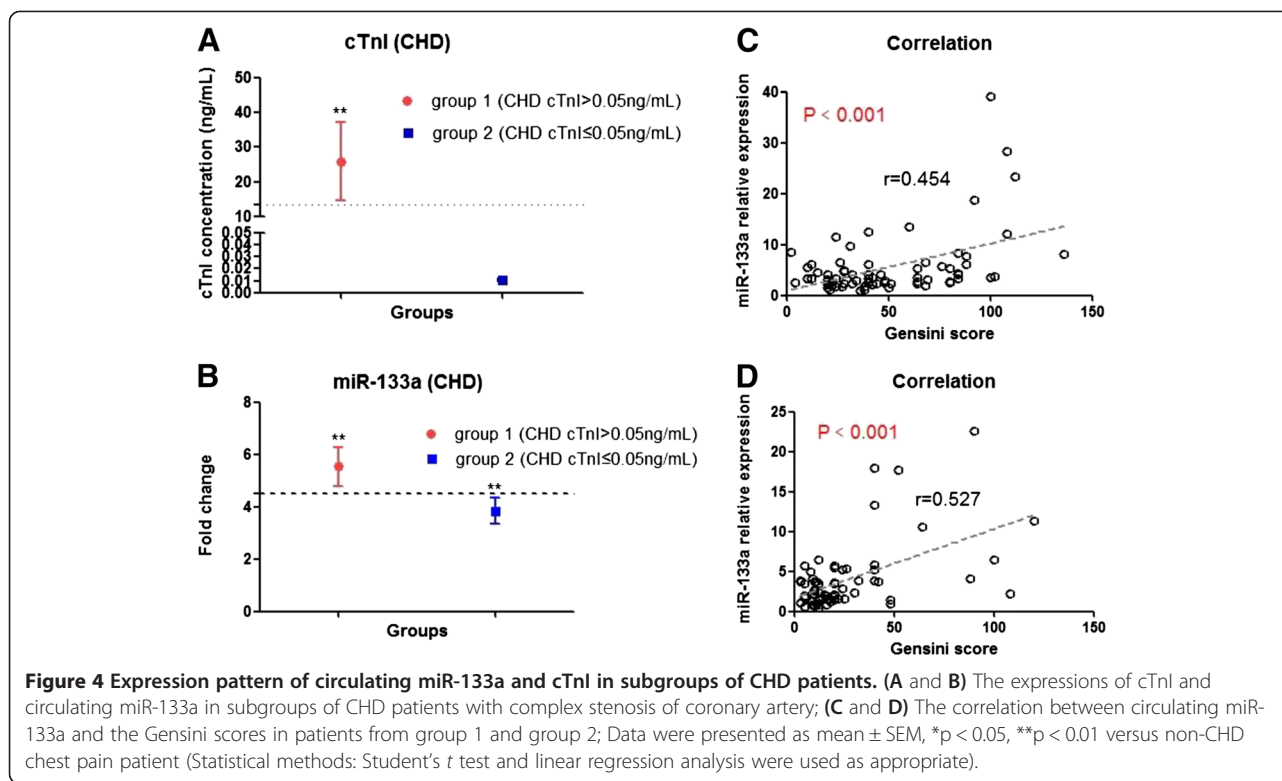 A
cTnI (CHD)
cTnI concentration (ng/mL)
50
40
30
20
10
0.05
0.04
0.03
0.02
0.01
0.00
**
group 1 (CHD cTnI>0.05ng/mL)
group 2 (CHD cTnI≤0.05ng/mL)
Groups
B
miR-133a (CHD)
Fold change
8
6
4
2
0
**
**
group 1 (CHD cTnI>0.05ng/mL)
group 2 (CHD cTnI≤0.05ng/mL)
Groups
C
Correlation
miR-133a relative expression
40
30
20
10
0
P < 0.001
r=0.454
0 50 100 150
Gensini score
D
Correlation
miR-133a relative expression
25
20
15
10
5
0
P < 0.001
r=0.527
0 50 100 150
Gensini score
Figure 4 Expression pattern of circulating miR-133a and cTnI in subgroups of CHD patients. (A and B) The expressions of cTnI and
circulating miR-133a in subgroups of CHD patients with complex stenosis of coronary artery; (C and D) The correlation between circulating miR-
133a and the Gensini scores in patients from group 1 and group 2; Data were presented as mean ± SEM, *p < 0.05, **p < 0.01 versus non-CHD
chest pain patient (Statistical methods: Student's t test and linear regression analysis were used as appropriate).